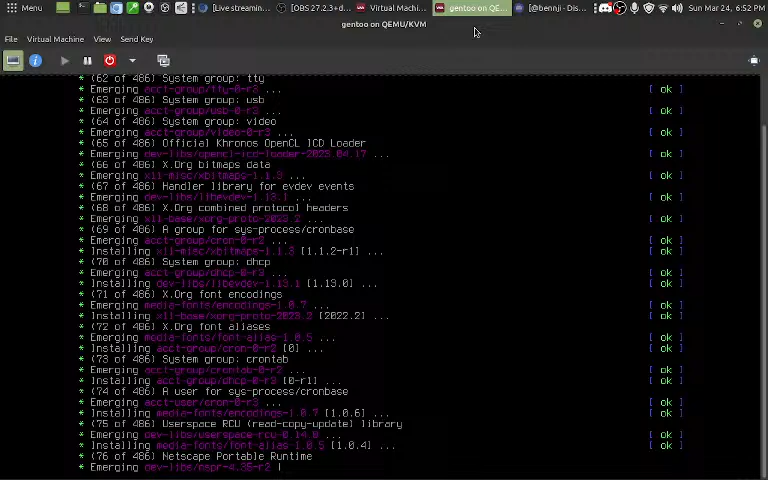 Menu [Live streamin... [OBS 27.2.3+d... Virtual Machi... gentoo on QE... [@bennji - Dis... Sun Mar 24, 6:52 PM
gentoo on QEMU/KVM
File Virtual Machine View Send Key
* (62 of 486) System group: tty
* Emerging acct-group/tty-0-r3 ... [ ok ]
* (63 of 486) System group: usb
* Emerging acct-group/usb-0-r3 ... [ ok ]
* (64 of 486) System group: video
* Emerging acct-group/video-0-r3 ... [ ok ]
* (65 of 486) Official Khronos OpenCL ICD Loader
* Emerging dev-libs/opencl-icd-loader-2023.04.17 ... [ ok ]
* (66 of 486) X.Org bitmaps data
* Emerging x11-misc/xbitmaps-1.1.3 ... [ ok ]
* (67 of 486) Handler library for evdev events
* Emerging dev-libs/libevdev-1.13.1 ... [ ok ]
* (68 of 486) X.Org combined protocol headers
* Emerging x11-base/xorg-proto-2023.2 ... [ ok ]
* (69 of 486) A group for sys-process/cronbase
* Emerging acct-group/cron-0-r2 ... [ ok ]
* Installing x11-misc/xbitmaps-1.1.3 [1.1.2-r1] ... [ ok ]
* (70 of 486) System group: dhcp
* Emerging acct-group/dhcp-0-r3 ... [ ok ]
* Installing dev-libs/libevdev-1.13.1 [1.13.0] ... [ ok ]
* (71 of 486) X.Org font encodings
* Emerging media-fonts/encodings-1.0.7 ... [ ok ]
* Installing x11-base/xorg-proto-2023.2 [2022.2] ... [ ok ]
* (72 of 486) X.Org font aliases
* Emerging media-fonts/font-alias-1.0.5 ... [ ok ]
* Installing acct-group/cron-0-r2 [0] ... [ ok ]
* (73 of 486) System group: crontab
* Emerging acct-group/crontab-0-r2 ... [ ok ]
* Installing acct-group/dhcp-0-r3 [0-r1] ... [ ok ]
* (74 of 486) A user for sys-process/cronbase
* Emerging acct-user/cron-0-r3 ... [ ok ]
* Installing media-fonts/encodings-1.0.7 [1.0.6] ... [ ok ]
* (75 of 486) Userspace RCU (read-copy-update) library
* Emerging dev-libs/userspace-rcu-0.14.0 ... [ ok ]
* Installing media-fonts/font-alias-1.0.5 [1.0.4] ... [ ok ]
* (76 of 486) Netscape Portable Runtime
* Emerging dev-libs/nspr-4.35-r2 |